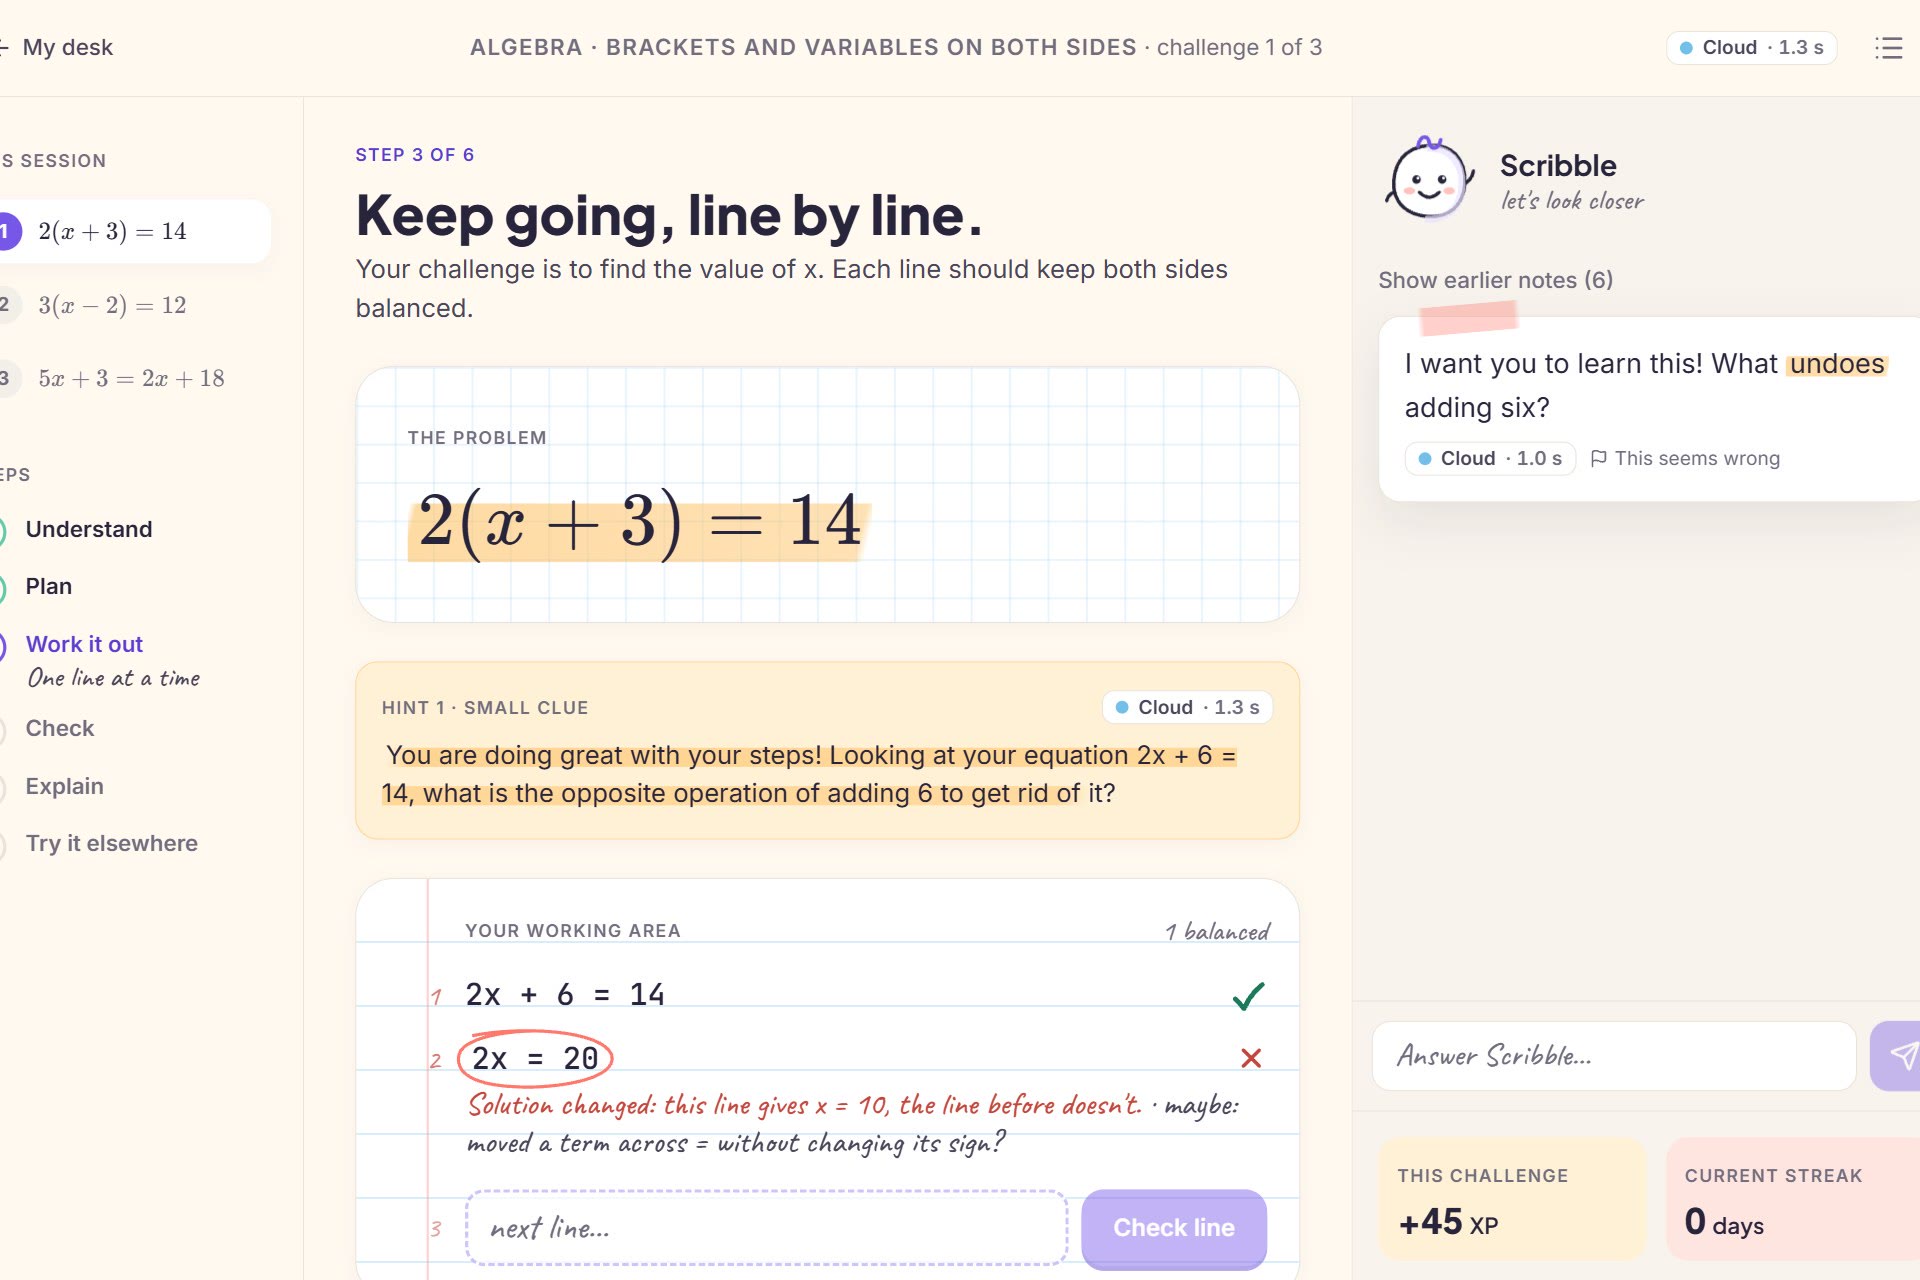 My desk
ALGEBRA · BRACKETS AND VARIABLES ON BOTH SIDES · challenge 1 of 3
Cloud · 1.3 s
S SESSION
1 2(x + 3) = 14
2 3(x − 2) = 12
3 5x + 3 = 2x + 18
EPS
Understand
Plan
Work it out
One line at a time
Check
Explain
Try it elsewhere
STEP 3 OF 6
Keep going, line by line.
Your challenge is to find the value of x. Each line should keep both sides
balanced.
THE PROBLEM
2(x + 3) = 14
HINT 1 · SMALL CLUE
Cloud · 1.3 s
You are doing great with your steps! Looking at your equation 2x + 6 =
14, what is the opposite operation of adding 6 to get rid of it?
YOUR WORKING AREA
1 balanced
1 2x + 6 = 14
2 2x = 20
Solution changed: this line gives x = 10, the line before doesn't. · maybe:
moved a term across = without changing its sign?
3 next line...
Check line
Scribble
let's look closer
Show earlier notes (6)
I want you to learn this! What undoes
adding six?
Cloud · 1.0 s
This seems wrong
Answer Scribble...
THIS CHALLENGE
+45 XP
CURRENT STREAK
0 days